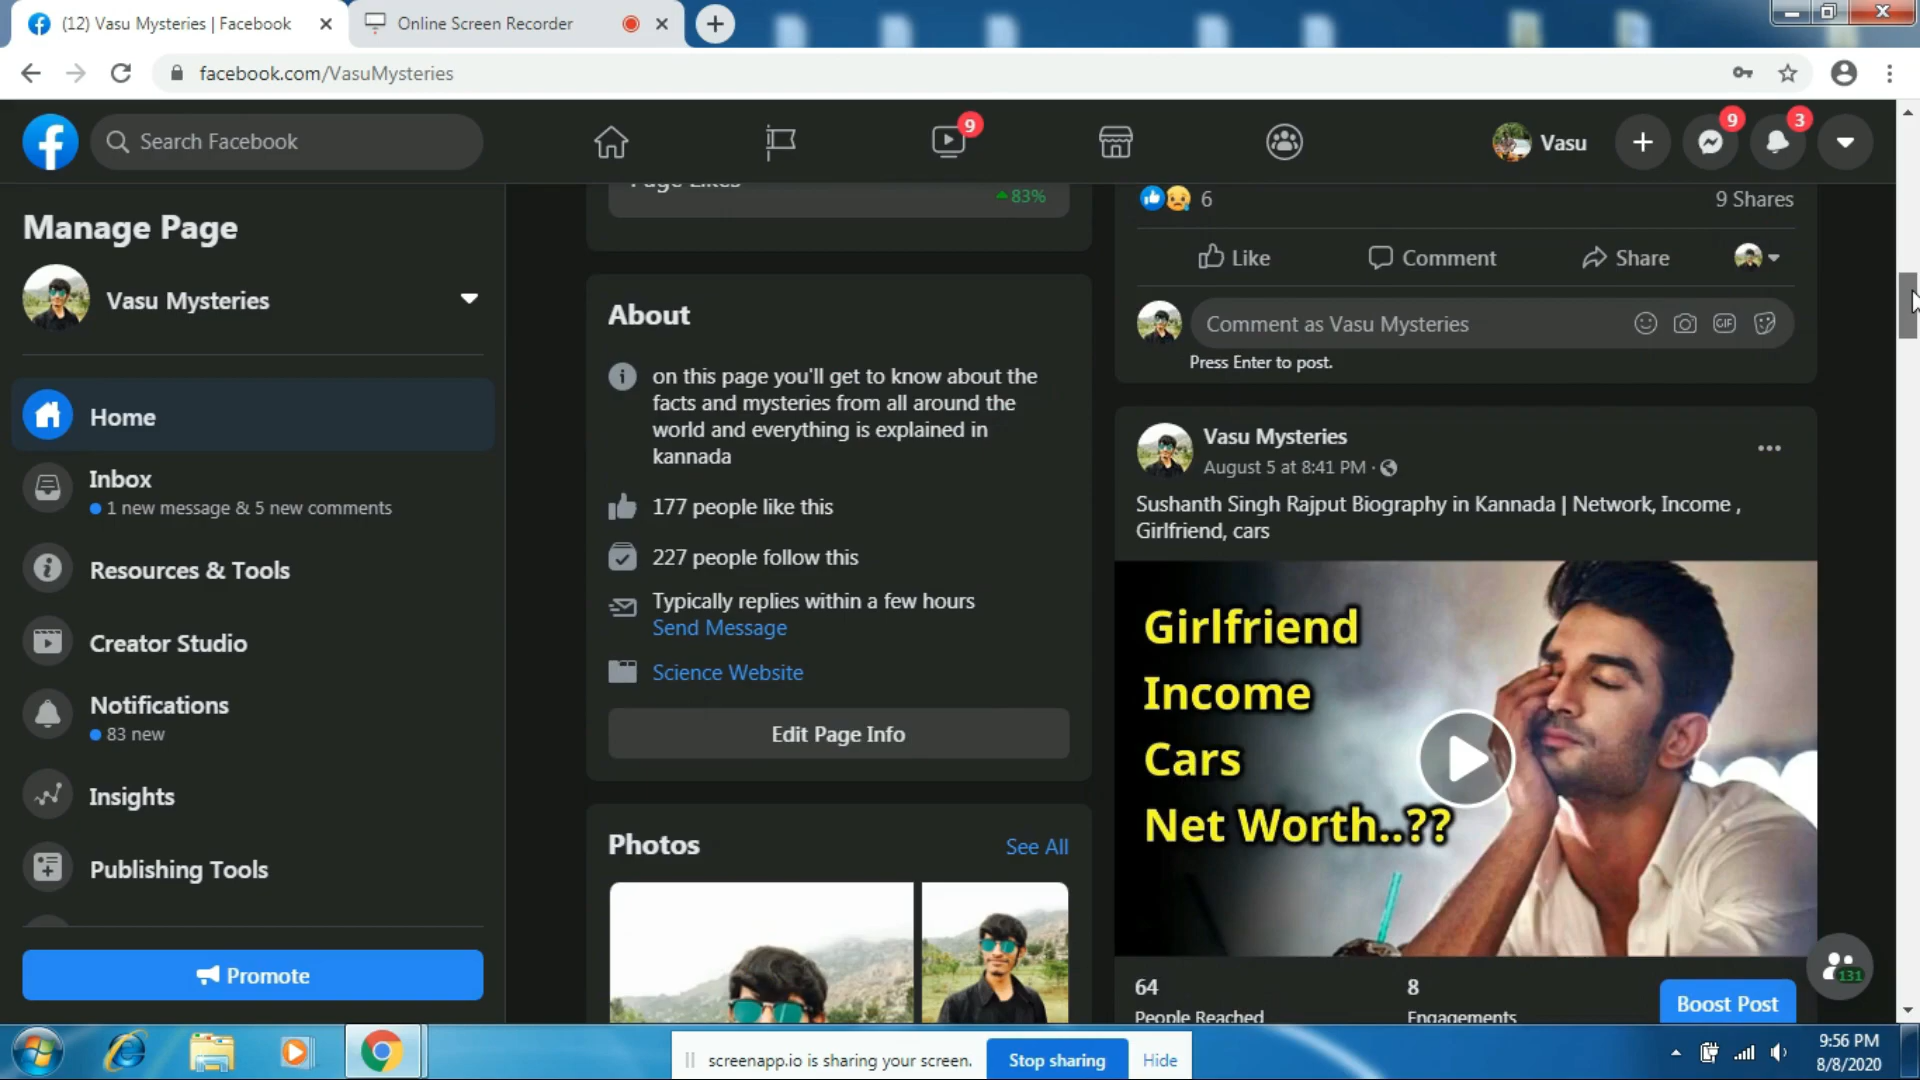 (12) Vasu Mysteries | Facebook
Online Screen Recorder
facebook.com/VasuMysteries
Search Facebook
9
Vasu
9
3
Manage Page
Vasu Mysteries
Home
Inbox
1 new message & 5 new comments
Resources & Tools
Creator Studio
Notifications
83 new
Insights
Publishing Tools
Promote
Page Likes
83%
About
on this page you'll get to know about the
facts and mysteries from all around the
world and everything is explained in
kannada
177 people like this
227 people follow this
Typically replies within a few hours
Send Message
Science Website
Edit Page Info
Photos
See All
6
9 Shares
Like
Comment
Share
Comment as Vasu Mysteries
GIF
Press Enter to post.
Vasu Mysteries
August 5 at 8:41 PM ·
Sushanth Singh Rajput Biography in Kannada | Network, Income ,
Girlfriend, cars
Girlfriend
Income
Cars
Net Worth..??
64
People Reached
8
Engagements
Boost Post
131
screenapp.io is sharing your screen.
Stop sharing
Hide
9:56 PM
8/8/2020